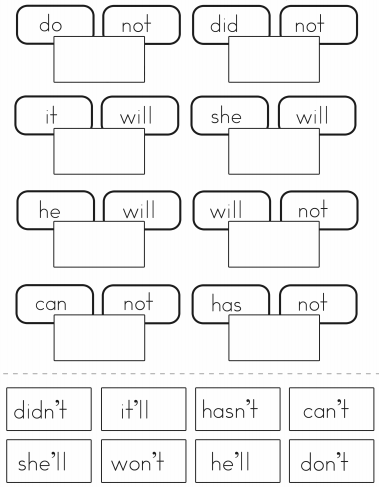 do not did not
it will she will
he will will not
can not has not
didn't it'll hasn't can't
she'll won't he'll don't